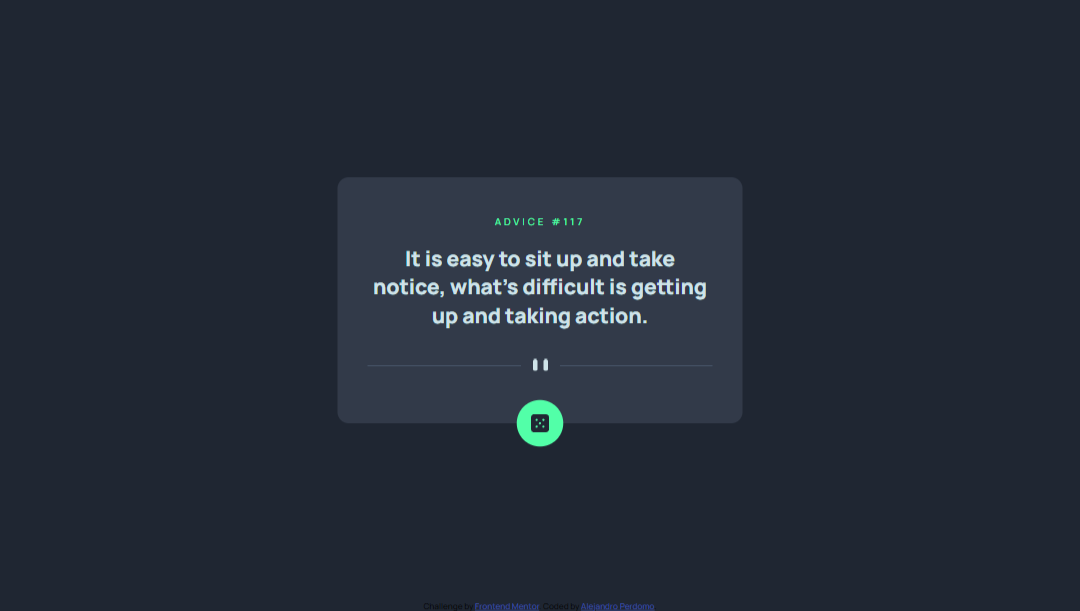 ADVICE #117
It is easy to sit up and take
notice, what's difficult is getting
up and taking action.
Challenge by Frontend Mentor. Coded by Alejandro Perdomo